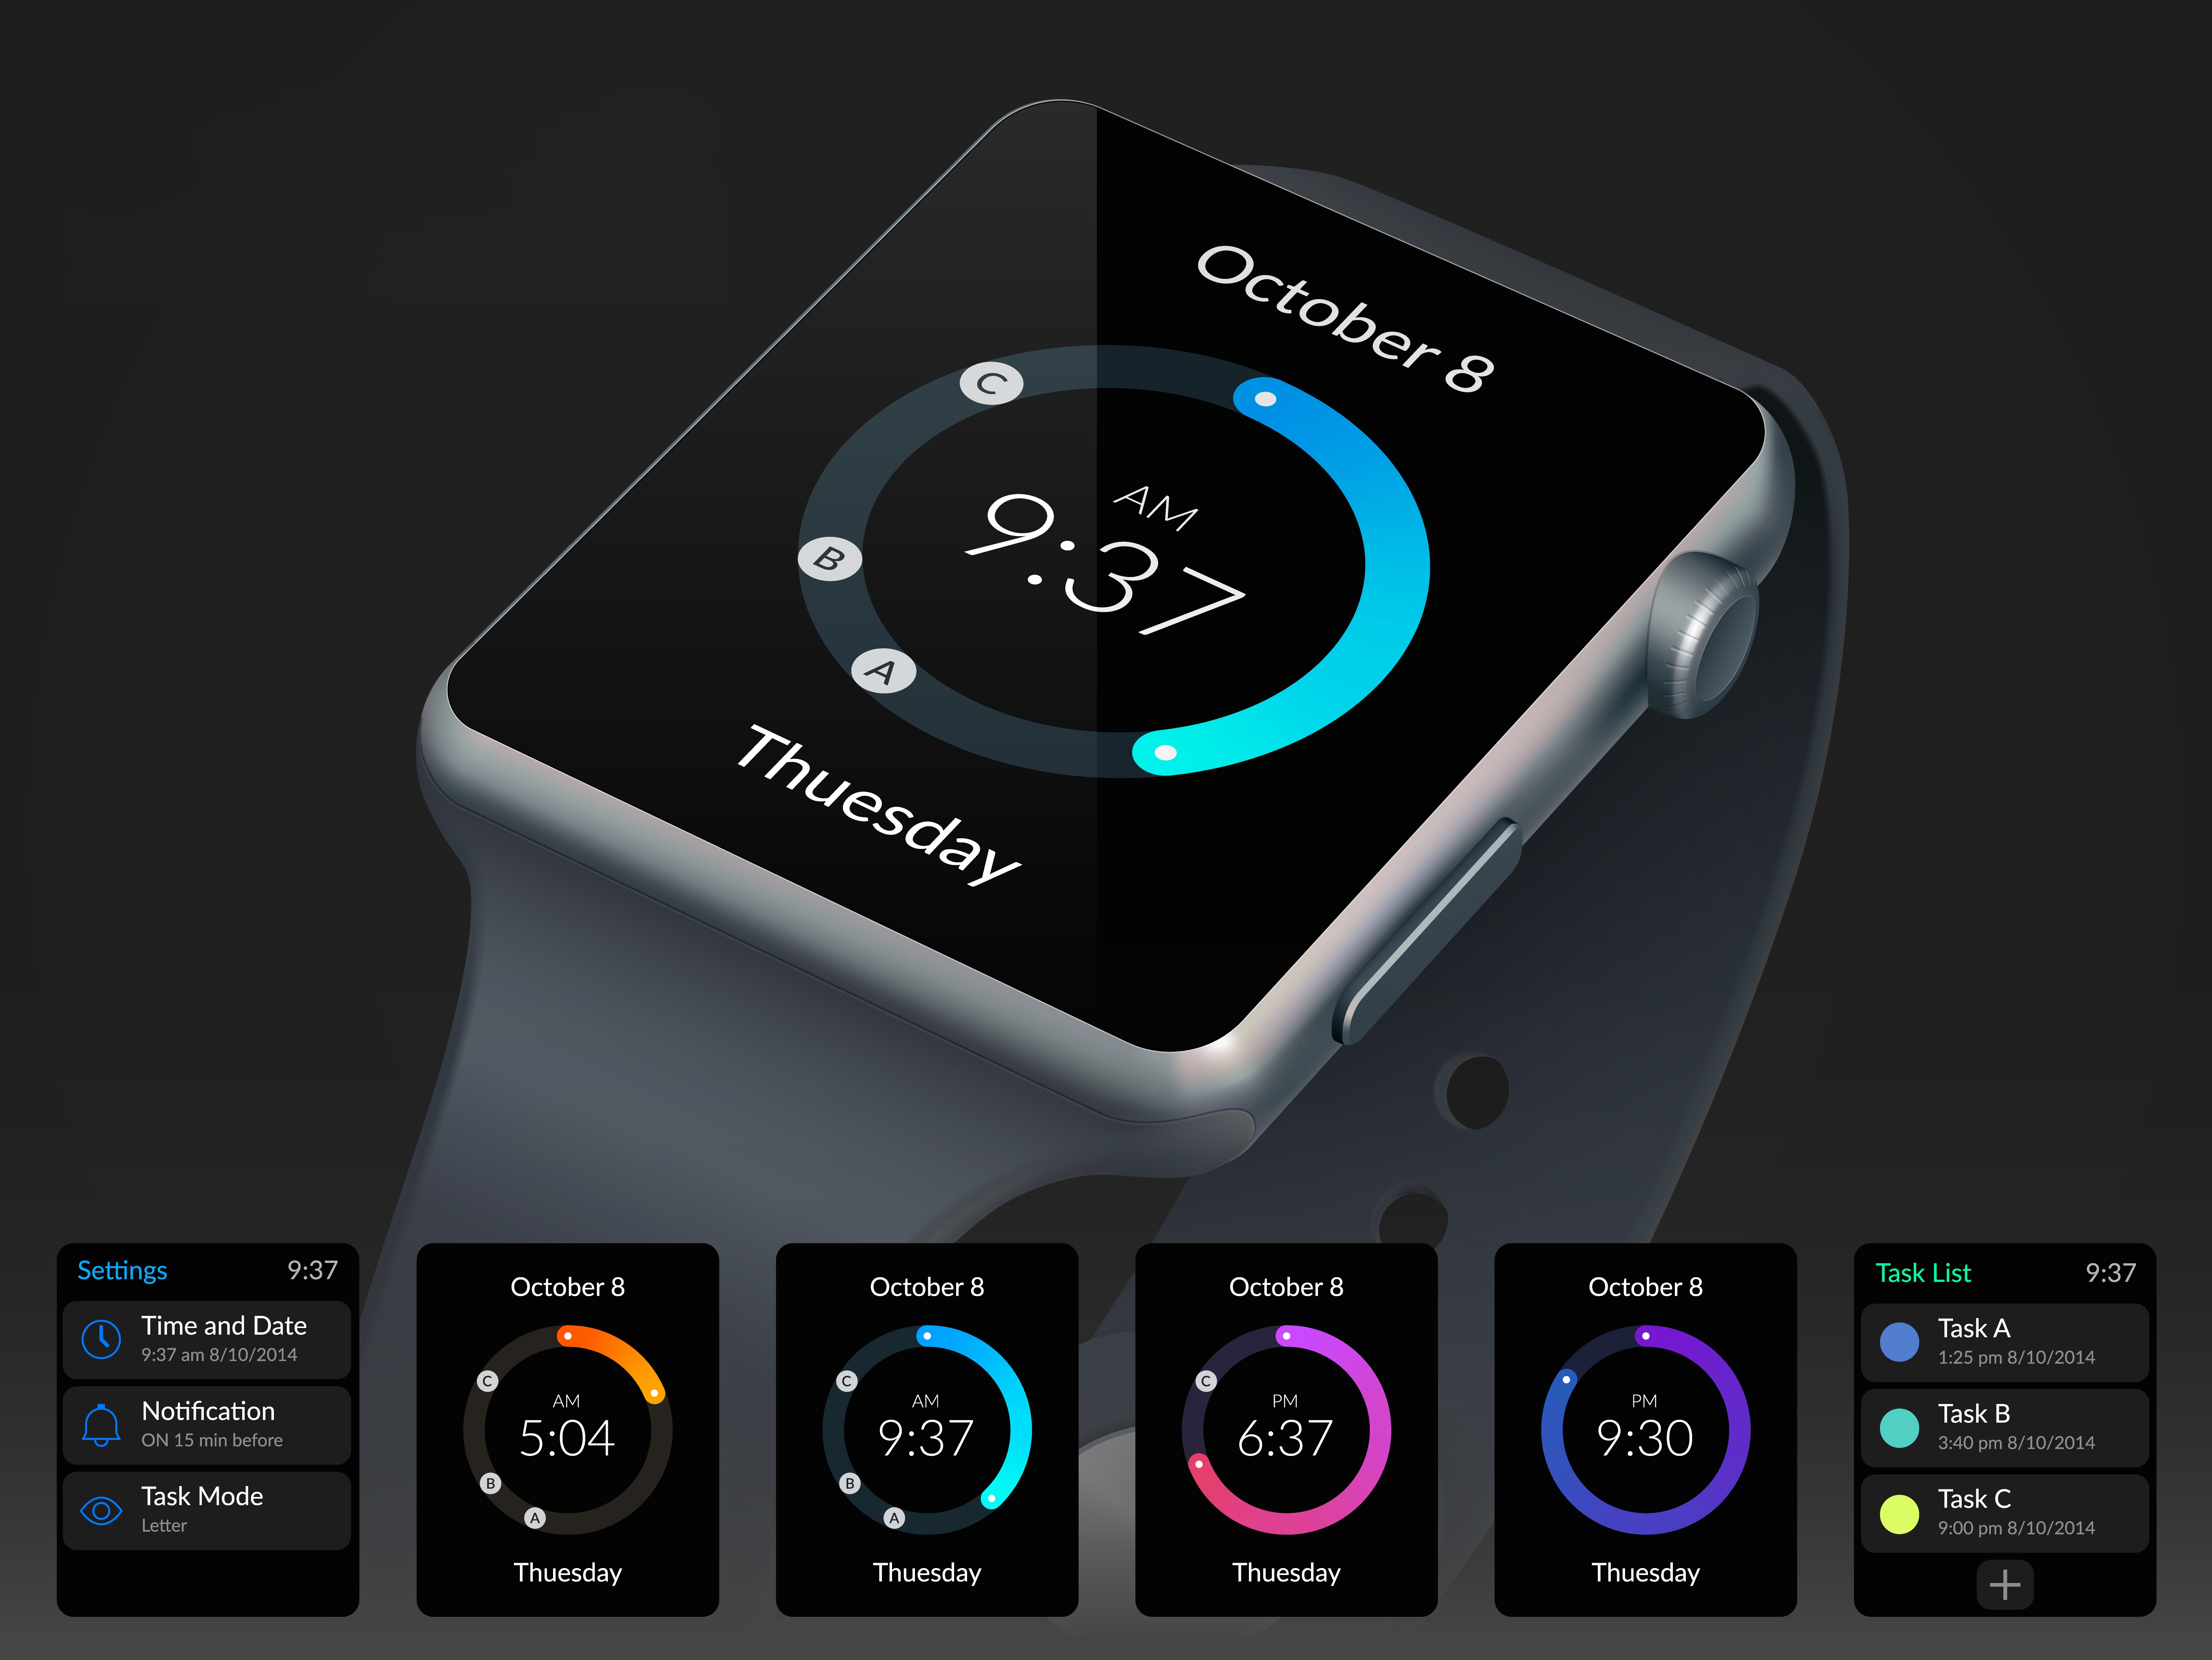 October 8
C
AM
9:37
B
A
Thuesday
Settings 9:37
Time and Date
9:37 am 8/10/2014
Notification
ON 15 min before
Task Mode
Letter
October 8
C
AM
5:04
B
A
Thuesday
October 8
C
AM
9:37
B
A
Thuesday
October 8
C
PM
6:37
Thuesday
October 8
PM
9:30
Thuesday
Task List 9:37
Task A
1:25 pm 8/10/2014
Task B
3:40 pm 8/10/2014
Task C
9:00 pm 8/10/2014
+